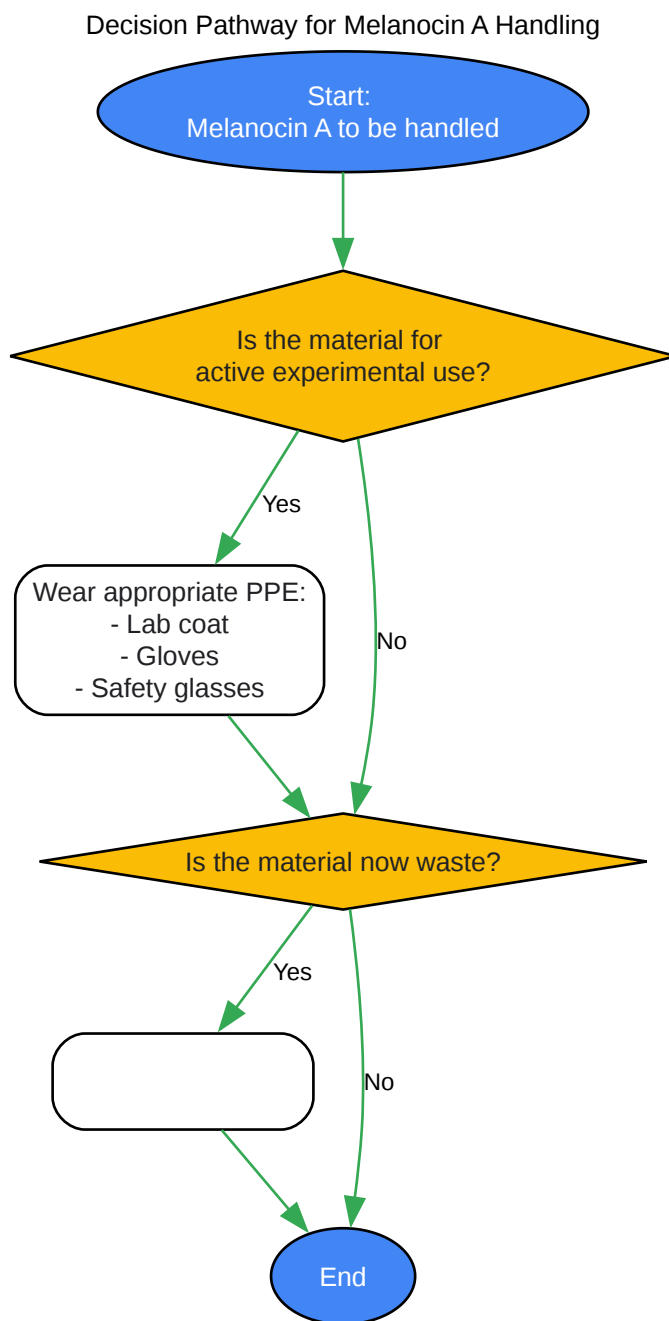 Decision Pathway for Melanocin A Handling
Start:
Melanocin A to be handled
Is the material for
active experimental use?
Yes
Wear appropriate PPE:
- Lab coat
- Gloves
- Safety glasses
No
Is the material now waste?
Yes
No
End